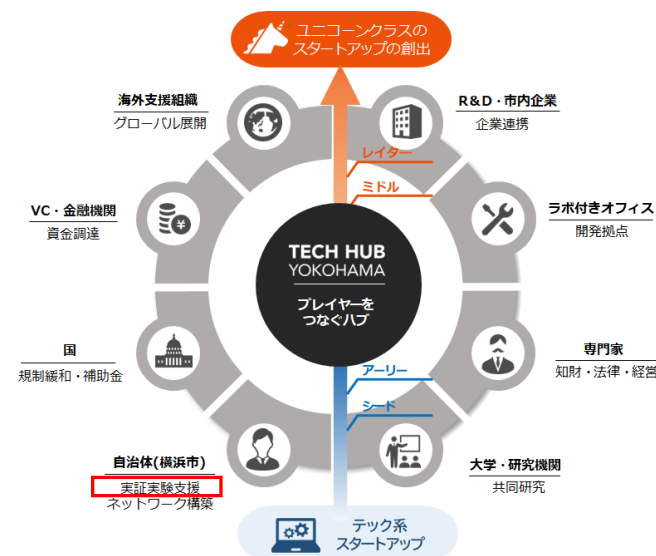 ユニコーンクラスの
スタートアップの創出
海外支援組織
グローバル展開
R&D・市内企業
企業連携
レイター
ミドル
VC・金融機関
資金調達
ラボ付きオフィス
開発拠点
TECH HUB
YOKOHAMA
プレイヤーを
つなぐハブ
国
規制緩和・補助金
専門家
知財・法律・経営
アーリー
シード
自治体(横浜市)
実証実験支援
ネットワーク構築
大学・研究機関
共同研究
テック系
スタートアップ